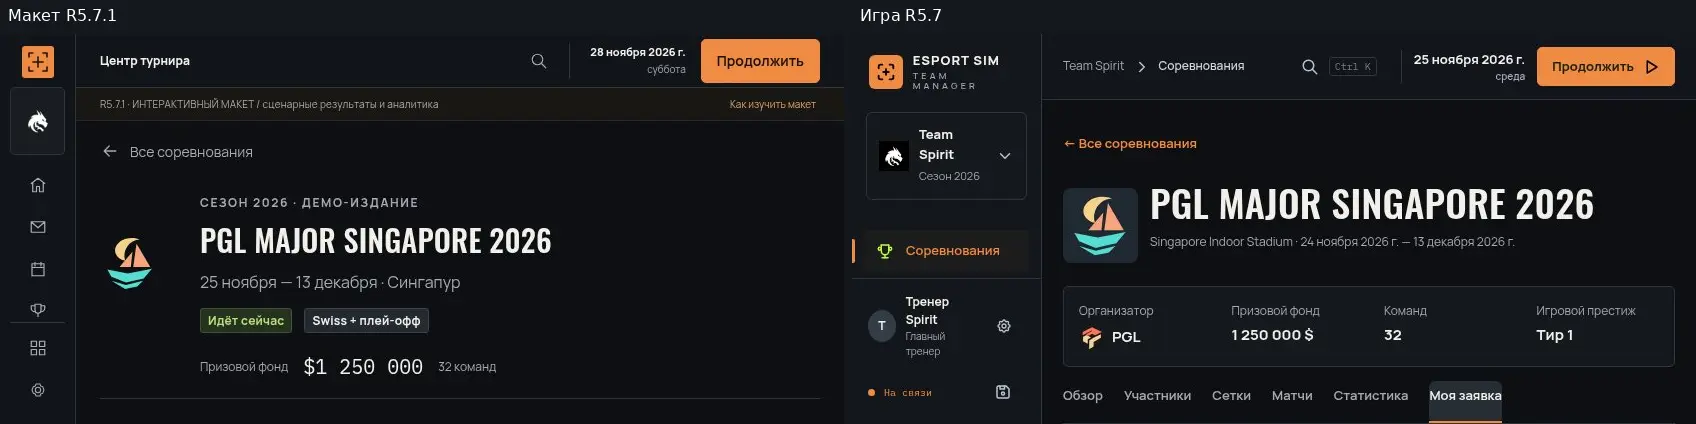 Макет R5.7.1
Центр турнира
28 ноября 2026 г.
суббота
Продолжить
R5.7.1 · ИНТЕРАКТИВНЫЙ МАКЕТ / сценарные результаты и аналитика
Как изучить макет
← Все соревнования
СЕЗОН 2026 · ДЕМО-ИЗДАНИЕ
PGL MAJOR SINGAPORE 2026
25 ноября — 13 декабря · Сингапур
Идёт сейчас
Swiss + плей-офф
Призовой фонд $1 250 000 32 команд
Игра R5.7
ESPORT SIM
TEAM
MANAGER
Team
Spirit
Сезон 2026
Соревнования
Т
Тренер
Spirit
Главный
тренер
На связи
Team Spirit > Соревнования
Ctrl K
25 ноября 2026 г.
среда
Продолжить
← Все соревнования
PGL MAJOR SINGAPORE 2026
Singapore Indoor Stadium · 24 ноября 2026 г. — 13 декабря 2026 г.
Организатор
PGL
Призовой фонд
1 250 000 $
Команд
32
Игровой престиж
Тир 1
Обзор Участники Сетки Матчи Статистика Моя заявка